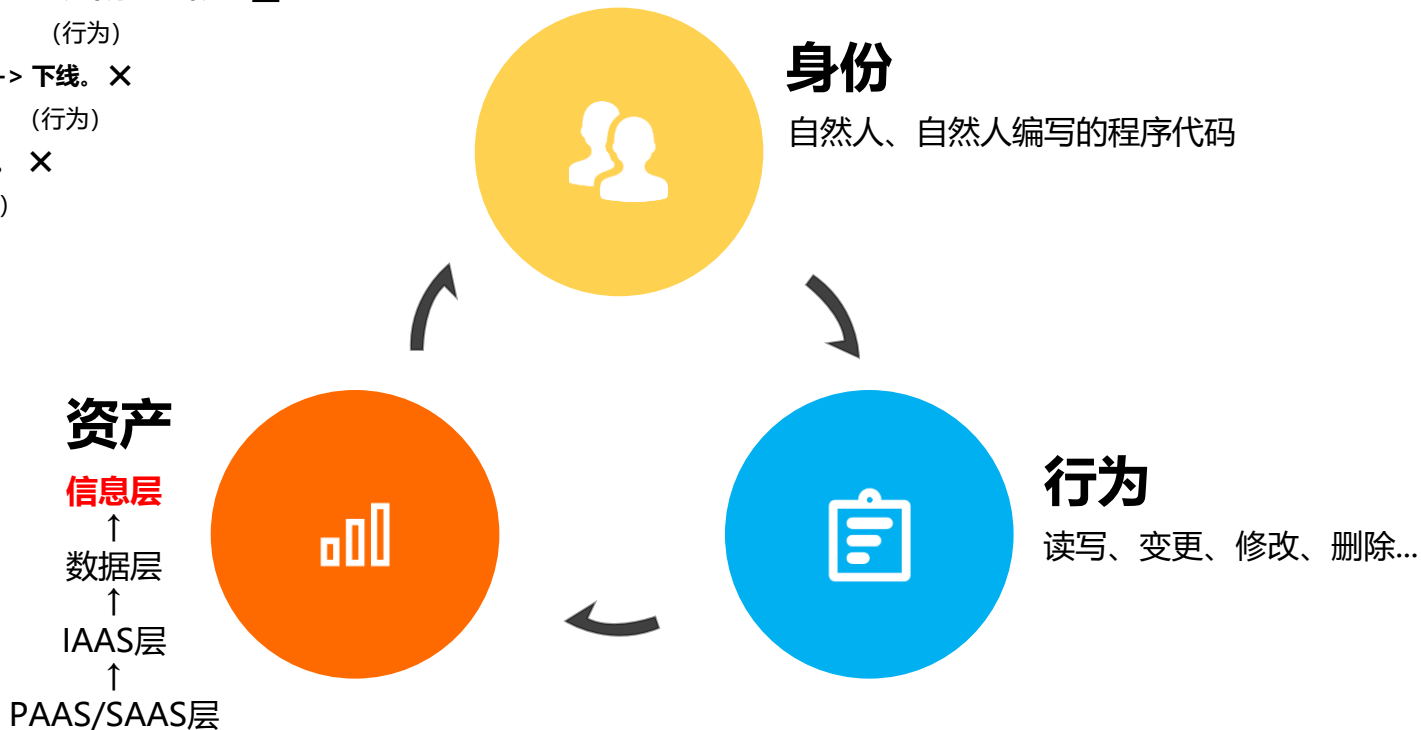 （行为）
-> 下线。 ×
（行为）
×
）
身份
自然人、自然人编写的程序代码
资产
信息层
↑
数据层
↑
IAAS层
↑
PAAS/SAAS层
行为
读写、变更、修改、删除...